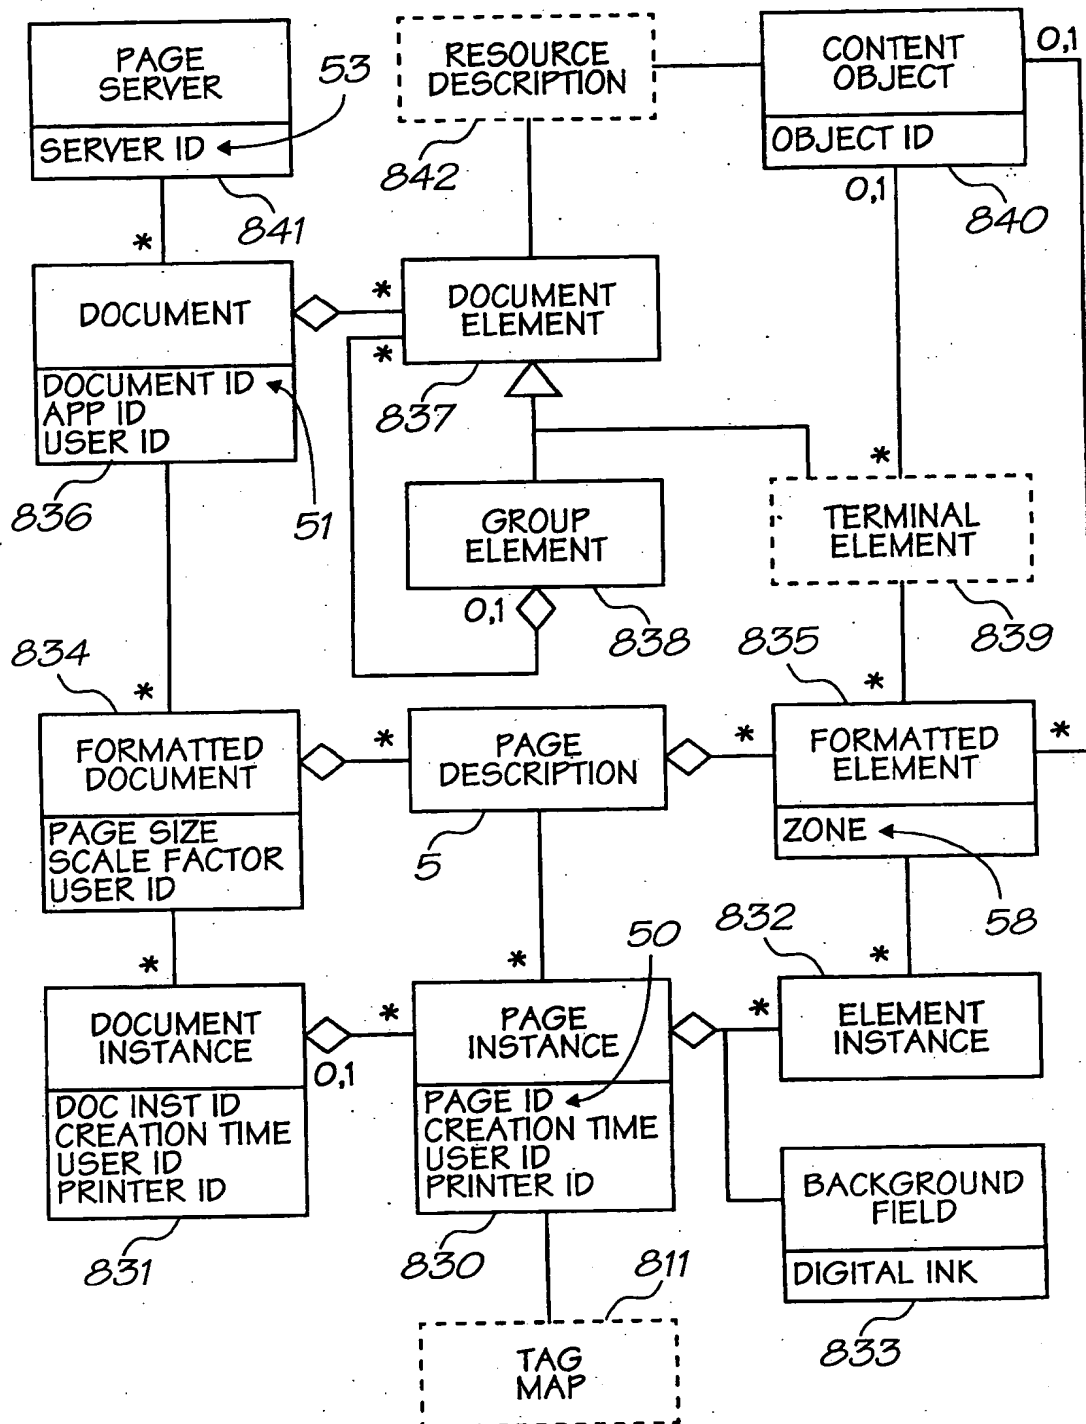 PAGE
SERVER
SERVER ID
53
841
*
RESOURCE
DESCRIPTION
842
CONTENT
OBJECT
OBJECT ID
0,1
0,1
840
DOCUMENT
DOCUMENT ID
APP ID
USER ID
836
51
*
*
DOCUMENT
ELEMENT
837
GROUP
ELEMENT
0,1
838
*
TERMINAL
ELEMENT
839
834
*
FORMATTED
DOCUMENT
PAGE SIZE
SCALE FACTOR
USER ID
*
PAGE
DESCRIPTION
5
835
*
*
*
FORMATTED
ELEMENT
ZONE
58
*
DOCUMENT
INSTANCE
DOC INST ID
CREATION TIME
USER ID
PRINTER ID
831
0,1
*
*
50
PAGE
INSTANCE
PAGE ID
CREATION TIME
USER ID
PRINTER ID
830
832
*
*
ELEMENT
INSTANCE
BACKGROUND
FIELD
DIGITAL INK
833
811
TAG
MAP